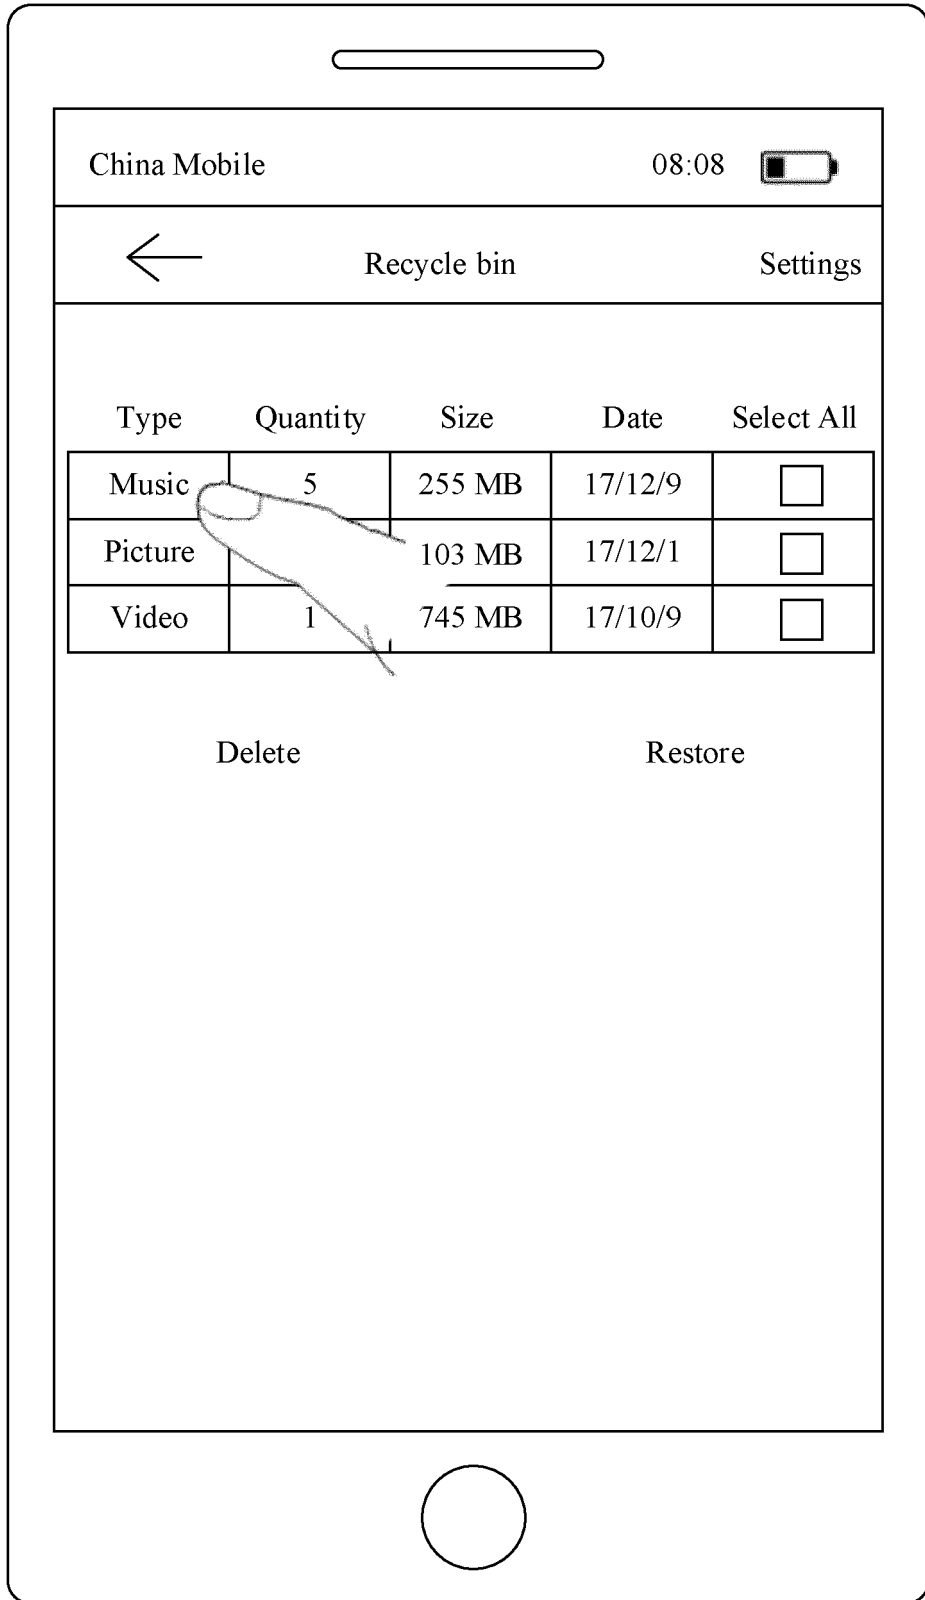 China Mobile 08:08
Recycle bin Settings
Type Quantity Size Date Select All
Music 5 255 MB 17/12/9
Picture 103 MB 17/12/1
Video 1 745 MB 17/10/9
Delete Restore